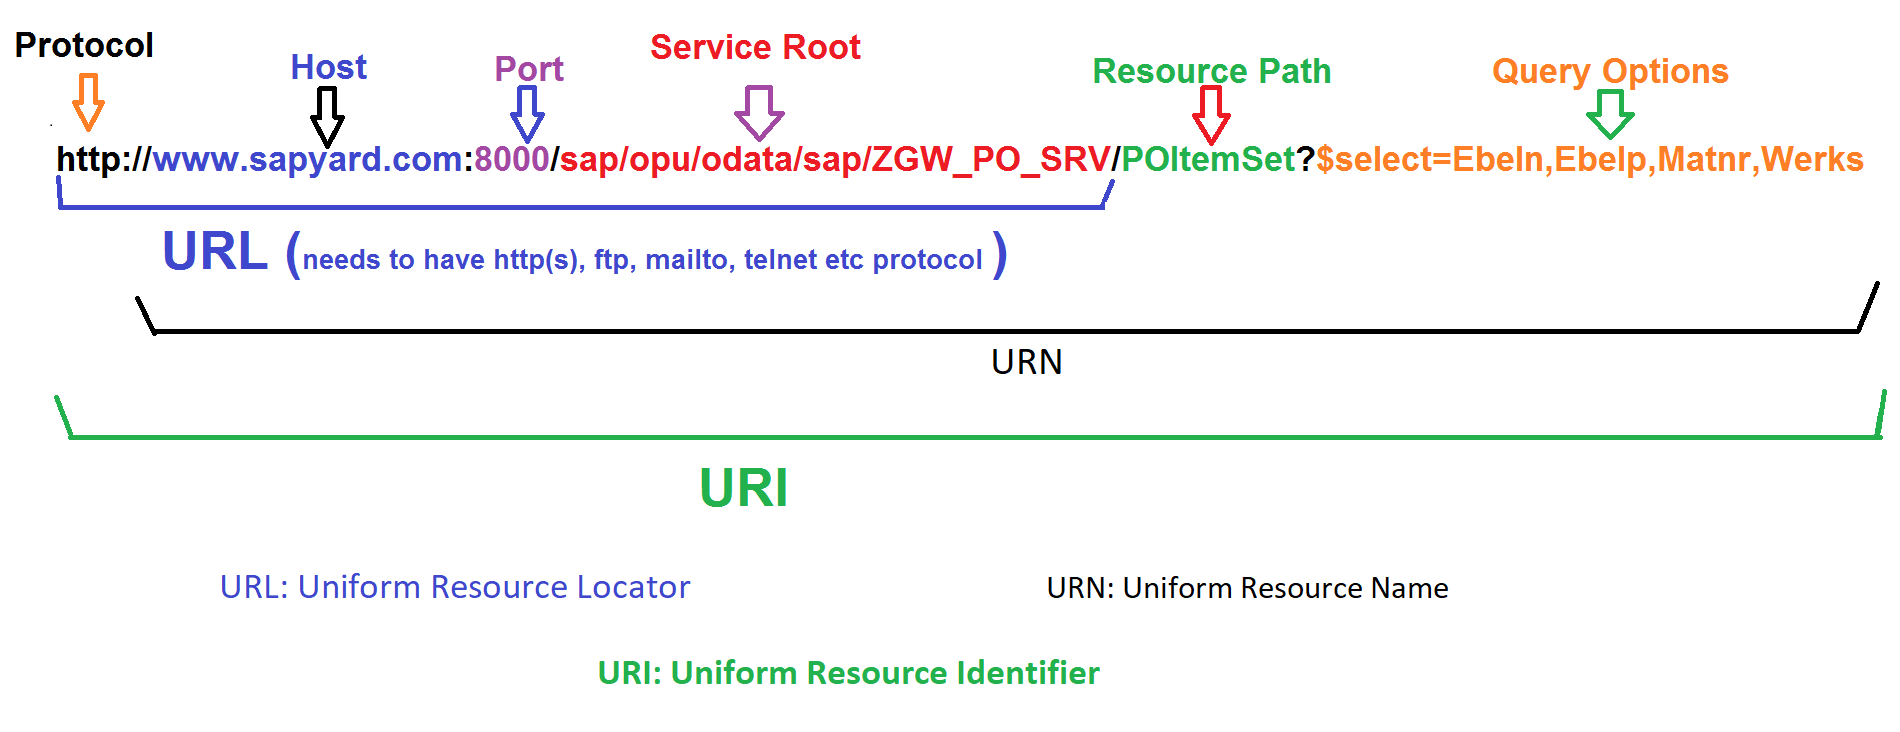 Protocol
Host
Port
Service Root
Resource Path
Query Options
http://www.sapyard.com:8000/sap/opu/odata/sap/ZGW_PO_SRV/POItemSet?$select=Ebeln,Ebelp,Matnr,Werks
URL (needs to have http(s), ftp, mailto, telnet etc protocol )
URN
URI
URL: Uniform Resource Locator
URN: Uniform Resource Name
URI: Uniform Resource Identifier